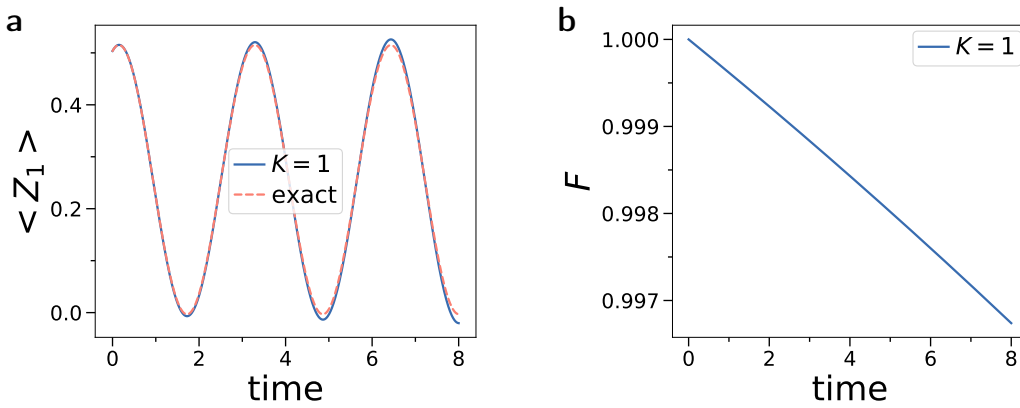 a
< Z₁ >
0.4
0.2
0.0
K = 1
exact
0 2 4 6 8
time
b
F
1.000
0.999
0.998
0.997
K = 1
0 2 4 6 8
time